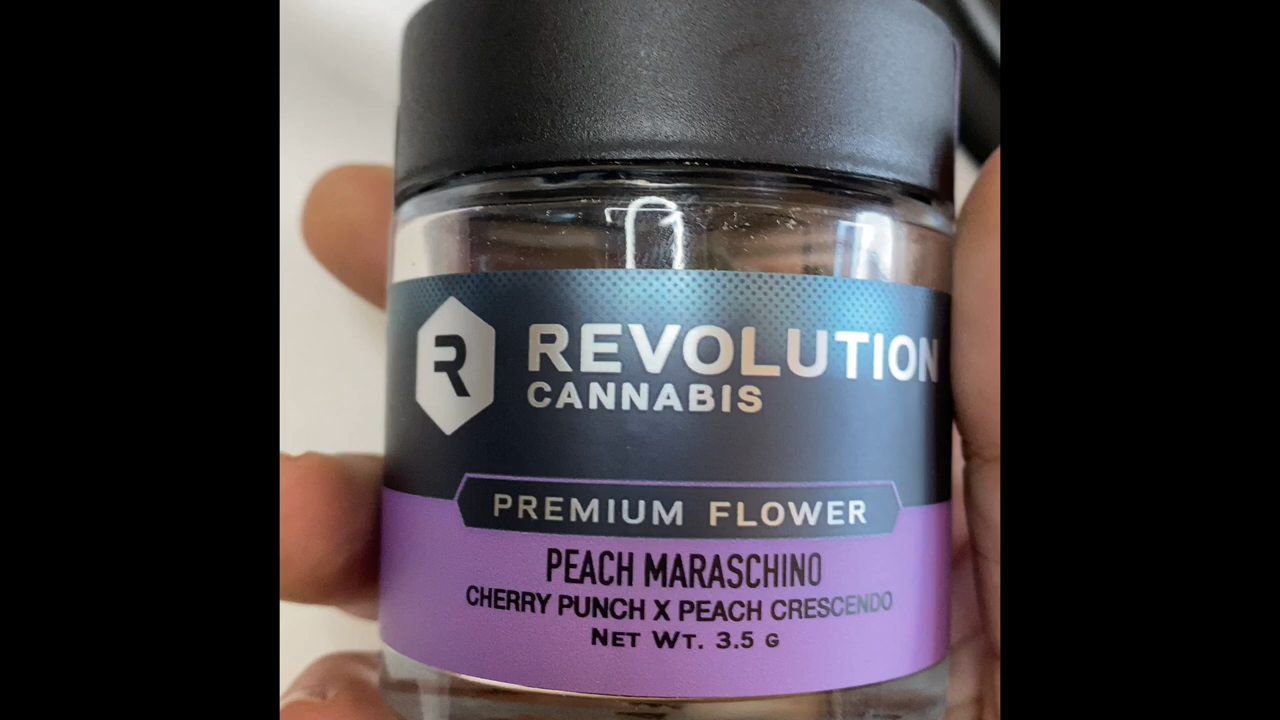 R REVOLUTION
CANNABIS
PREMIUM FLOWER
PEACH MARASCHINO
CHERRY PUNCH X PEACH CRESCENDO
NET WT. 3.5 G